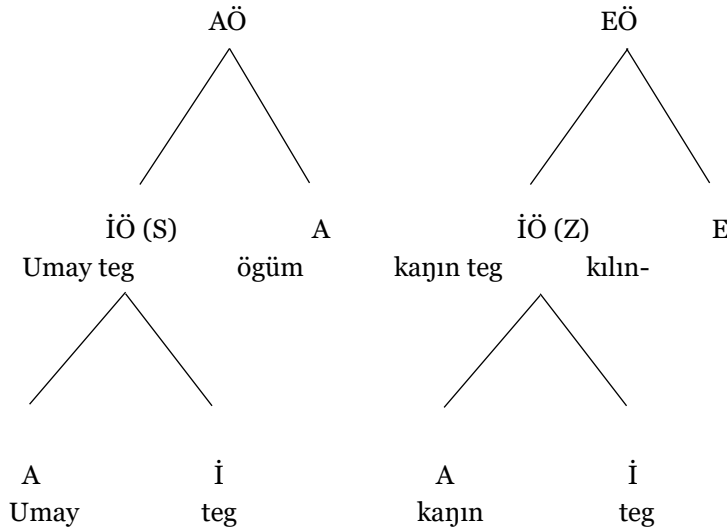 AÖ EÖ
İÖ (S) A İÖ (Z) E
Umay teg ögüm kaŋın teg kılın-
A İ A İ
Umay teg kaŋın teg